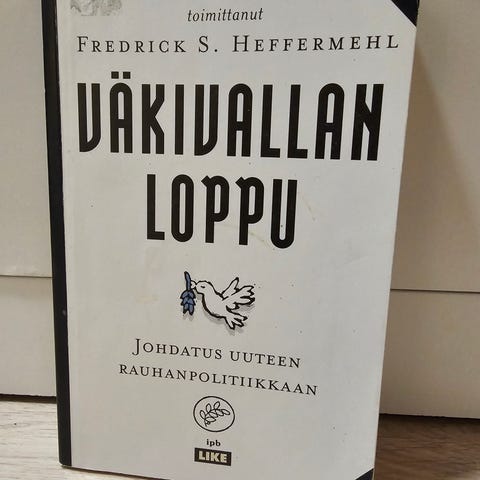 toimittanut
FREDRICK S. HEFFERMEHL
VÄKIVALLAN
LOPPU
JOHDATUS UUTEEN
RAUHANPOLITIIKKAAN
ipb
LIKE